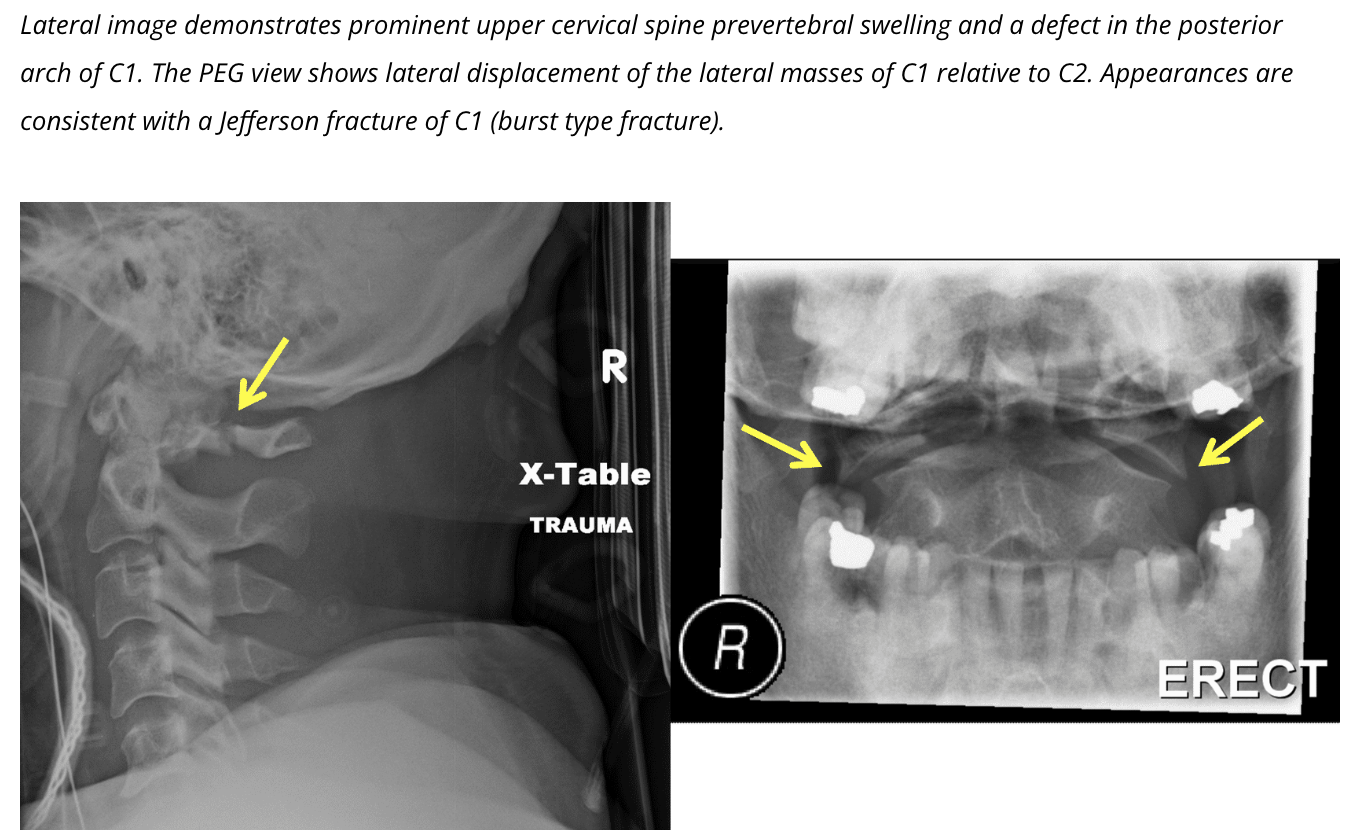 Lateral image demonstrates prominent upper cervical spine prevertebral swelling and a defect in the posterior
arch of C1. The PEG view shows lateral displacement of the lateral masses of C1 relative to C2. Appearances are
consistent with a Jefferson fracture of C1 (burst type fracture).
R
X-Table
TRAUMA
R
ERECT